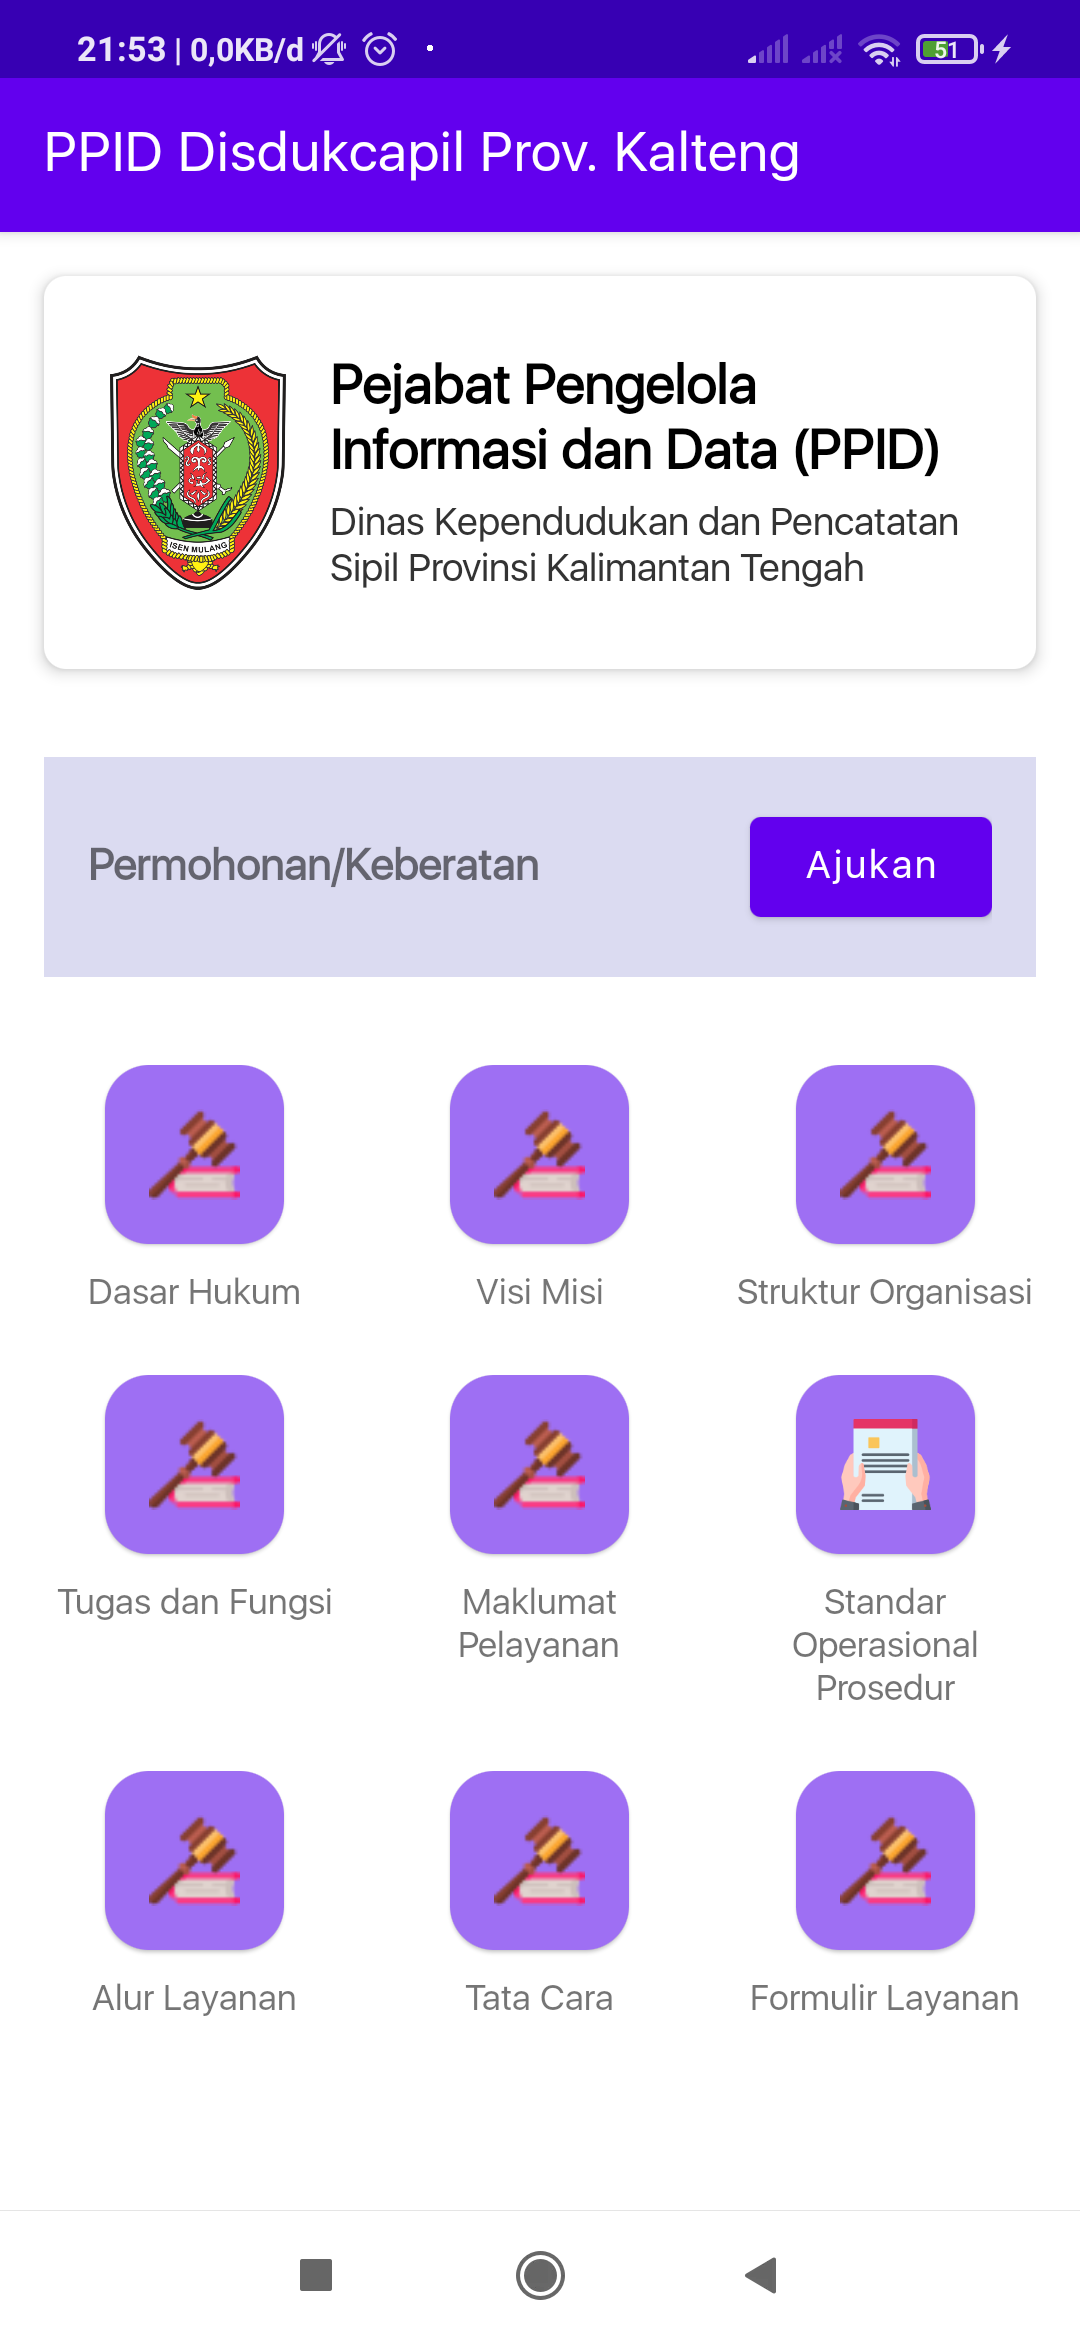 21:53 | 0,0KB/d
51
PPID Disdukcapil Prov. Kalteng
ISEN MULANG
Pejabat Pengelola
Informasi dan Data (PPID)
Dinas Kependudukan dan Pencatatan
Sipil Provinsi Kalimantan Tengah
Permohonan/Keberatan
Ajukan
Dasar Hukum
Visi Misi
Struktur Organisasi
Tugas dan Fungsi
Maklumat
Pelayanan
Standar
Operasional
Prosedur
Alur Layanan
Tata Cara
Formulir Layanan